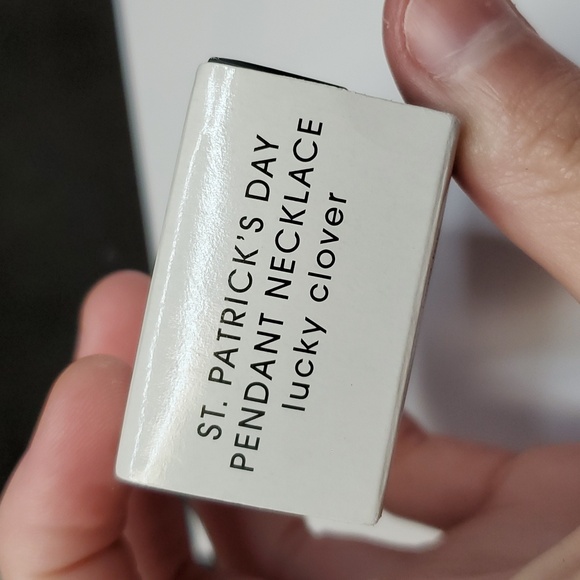 ST. PATRICK'S DAY
PENDANT NECKLACE
lucky clover